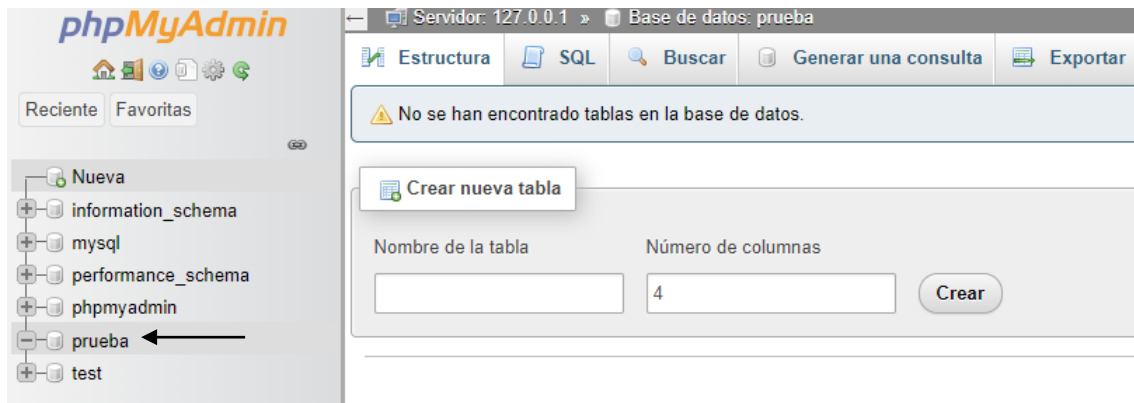 phpMyAdmin
Reciente Favoritas
Nueva
information_schema
mysql
performance_schema
phpmyadmin
prueba
test
← Servidor: 127.0.0.1 » Base de datos: prueba
Estructura SQL Buscar Generar una consulta Exportar
No se han encontrado tablas en la base de datos.
Crear nueva tabla
Nombre de la tabla Número de columnas
4 Crear